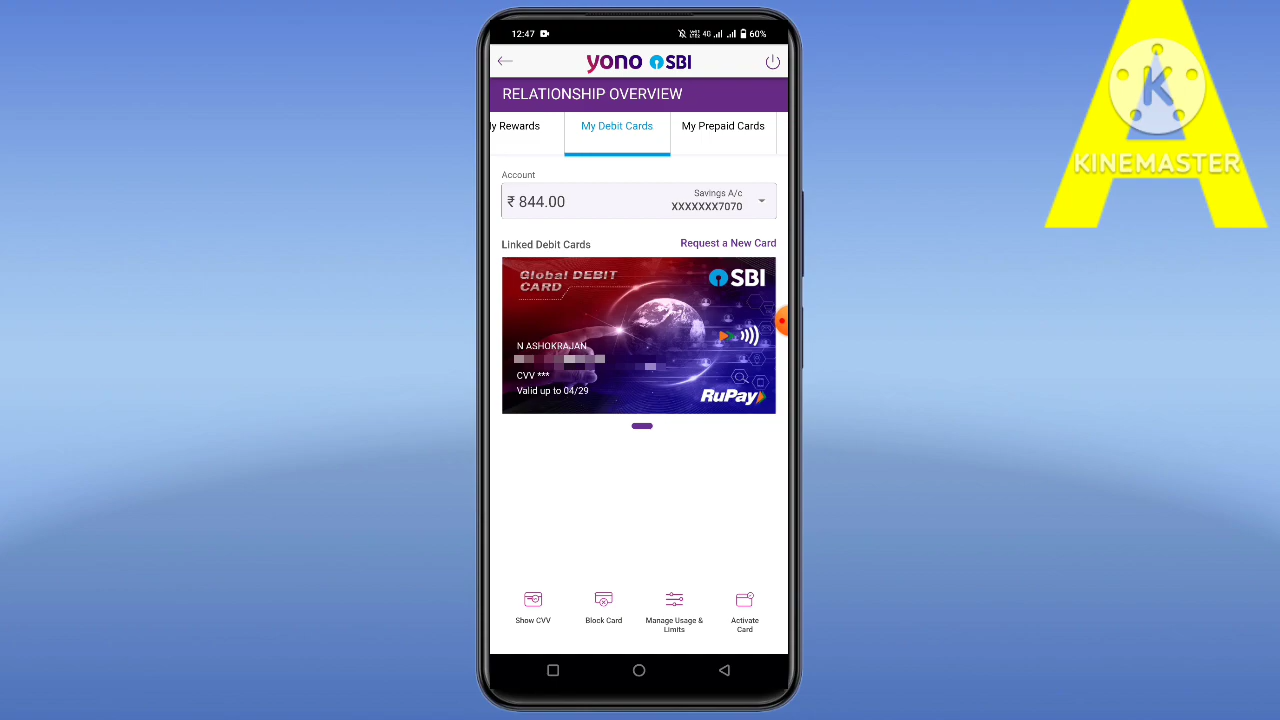 12:47
4G
60%
yono SBI
RELATIONSHIP OVERVIEW
ly Rewards
My Debit Cards
My Prepaid Cards
Account
₹ 844.00
Savings A/c
XXXXXXX7070
Linked Debit Cards
Request a New Card
Global DEBIT
CARD
SBI
N ASHOKRAJAN
CVV ***
Valid up to 04/29
RuPay
Show CVV
Block Card
Manage Usage &
Limits
Activate
Card
A
K
KINEMASTER